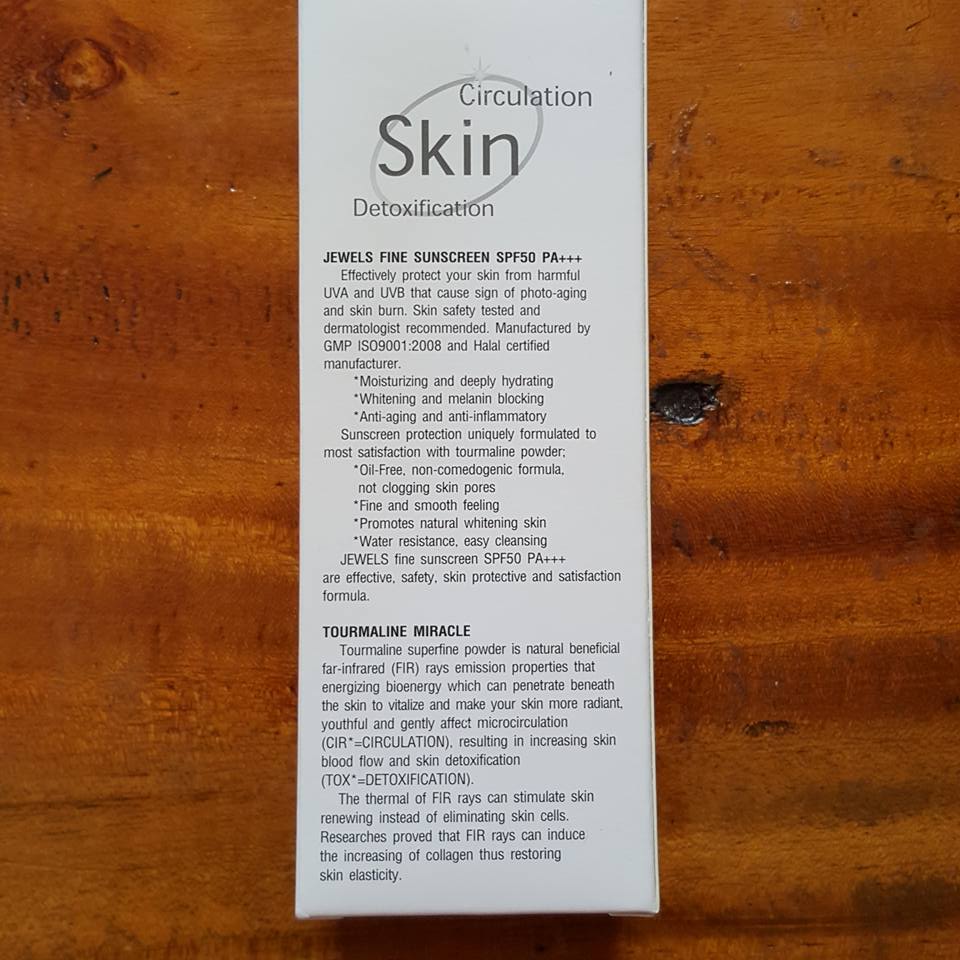 Circulation
Skin
Detoxification
JEWELS FINE SUNSCREEN SPF50 PA+++
Effectively protect your skin from harmful
UVA and UVB that cause sign of photo-aging
and skin burn. Skin safety tested and
dermatologist recommended. Manufactured by
GMP ISO9001:2008 and Halal certified
manufacturer.
*Moisturizing and deeply hydrating
*Whitening and melanin blocking
*Anti-aging and anti-inflammatory
Sunscreen protection uniquely formulated to
most satisfaction with tourmaline powder;
*Oil-Free, non-comedogenic formula,
not clogging skin pores
*Fine and smooth feeling
*Promotes natural whitening skin
*Water resistance, easy cleansing
JEWELS fine sunscreen SPF50 PA+++
are effective, safety, skin protective and satisfaction
formula.
TOURMALINE MIRACLE
Tourmaline superfine powder is natural beneficial
far-infrared (FIR) rays emission properties that
energizing bioenergy which can penetrate beneath
the skin to vitalize and make your skin more radiant,
youthful and gently affect microcirculation
(CIR*=CIRCULATION), resulting in increasing skin
blood flow and skin detoxification
(TOX*=DETOXIFICATION).
The thermal of FIR rays can stimulate skin
renewing instead of eliminating skin cells.
Researches proved that FIR rays can induce
the increasing of collagen thus restoring
skin elasticity.